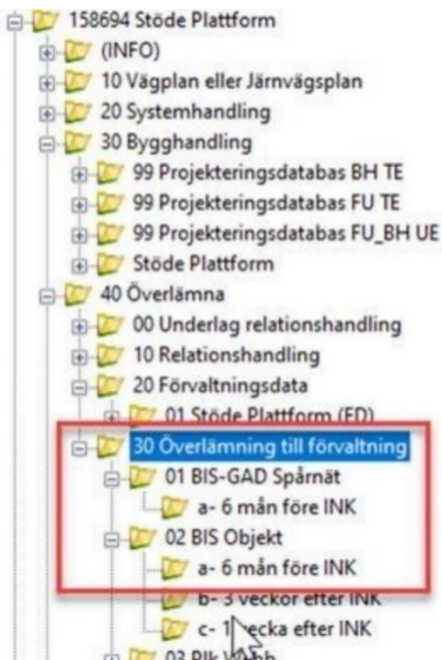 158694 Stöde Plattform
(INFO)
10 Vägplan eller Järnvägsplan
20 Systemhandling
30 Bygghandling
99 Projekteringsdatabas BH TE
99 Projekteringsdatabas FU TE
99 Projekteringsdatabas FU_BH UE
Stöde Plattform
40 Överlämna
00 Underlag relationshandling
10 Relationshandling
20 Förvaltningsdata
01 Stöde Plattform (FD)
30 Överlämning till förvaltning
01 BIS-GAD Spårnät
a- 6 mån före INK
02 BIS Objekt
a- 6 mån före INK
b- 3 veckor efter INK
c- 1 vecka efter INK
03